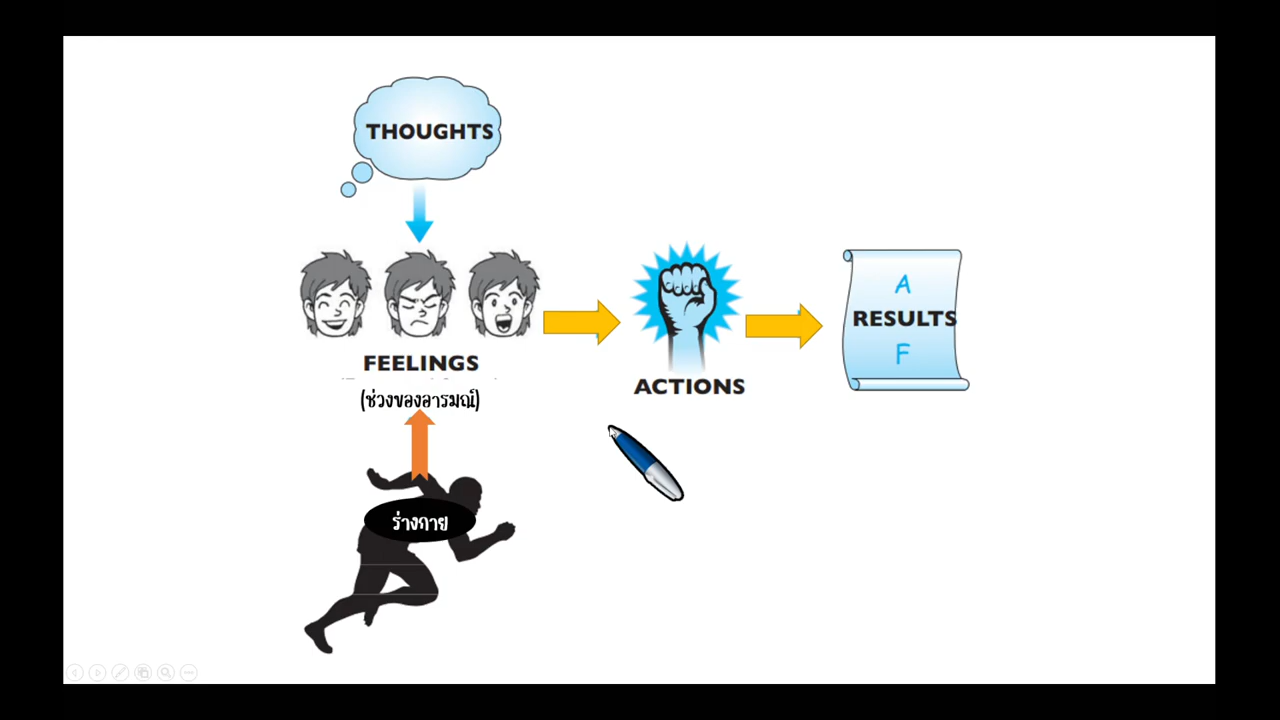 THOUGHTS
FEELINGS
(ช่วงของอารมณ์)
ร่างกาย
ACTIONS
A
RESULTS
F